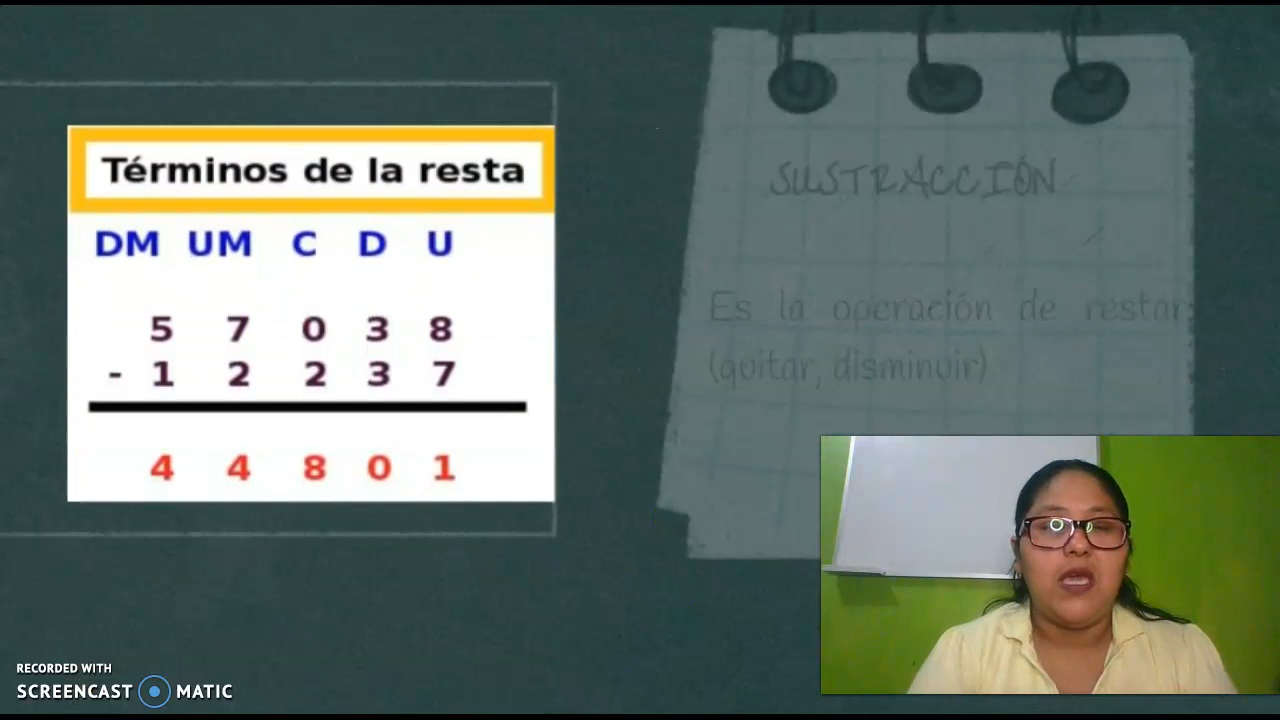 Términos de la resta
DM UM C D U
5 7 0 3 8
- 1 2 2 3 7
4 4 8 0 1
SUSTRACCIÓN
Es la operación de restar
(quitar, disminuir)
RECORDED WITH
SCREENCAST MATIC